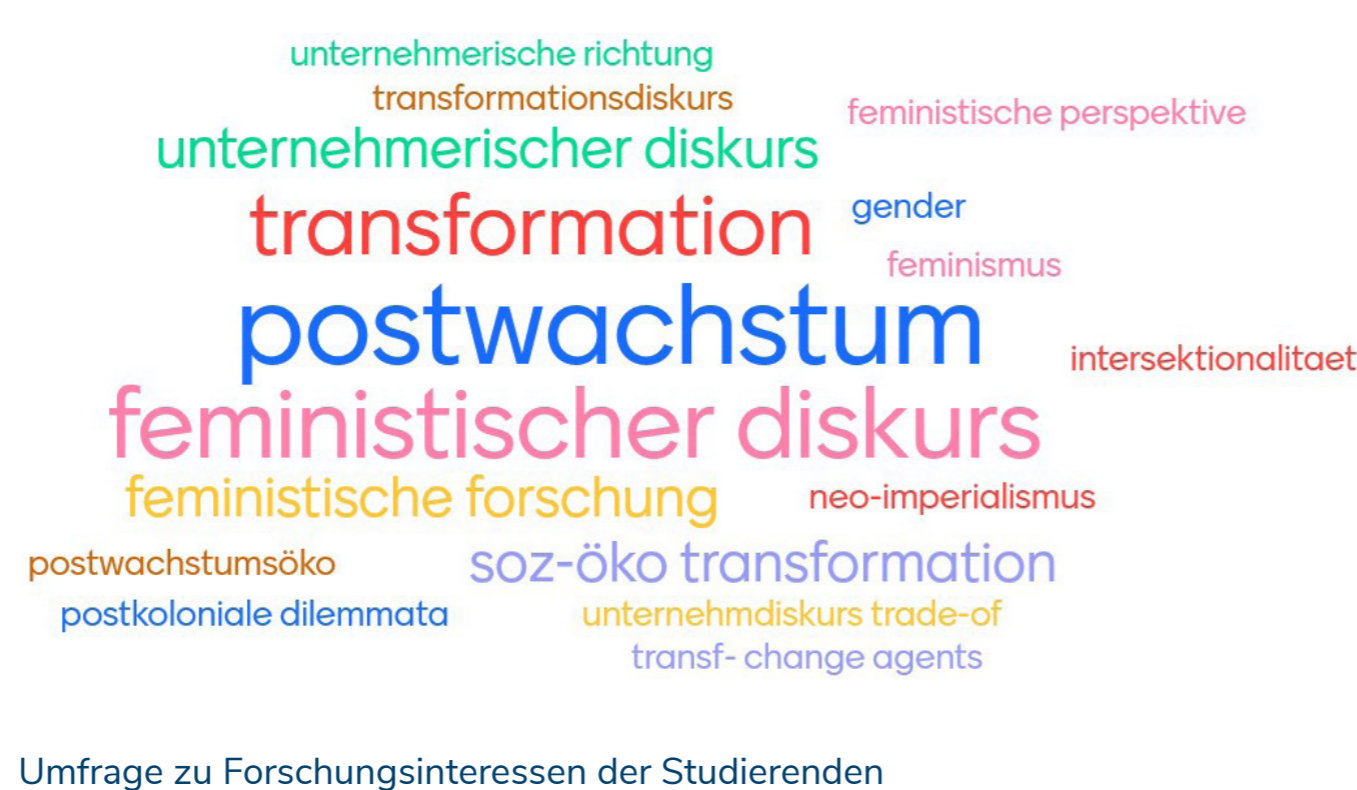 unternehmerische richtung
transformationsdiskurs
feministische perspektive
unternehmerischer diskurs
transformation
gender
feminismus
postwachstum
intersektionalitaet
feministischer diskurs
feministische forschung
neo-imperialismus
postwachstumsöko
soz-öko transformation
postkoloniale dilemmata
unternehmdiskurs trade-of
transf- change agents
Umfrage zu Forschungsinteressen der Studierenden